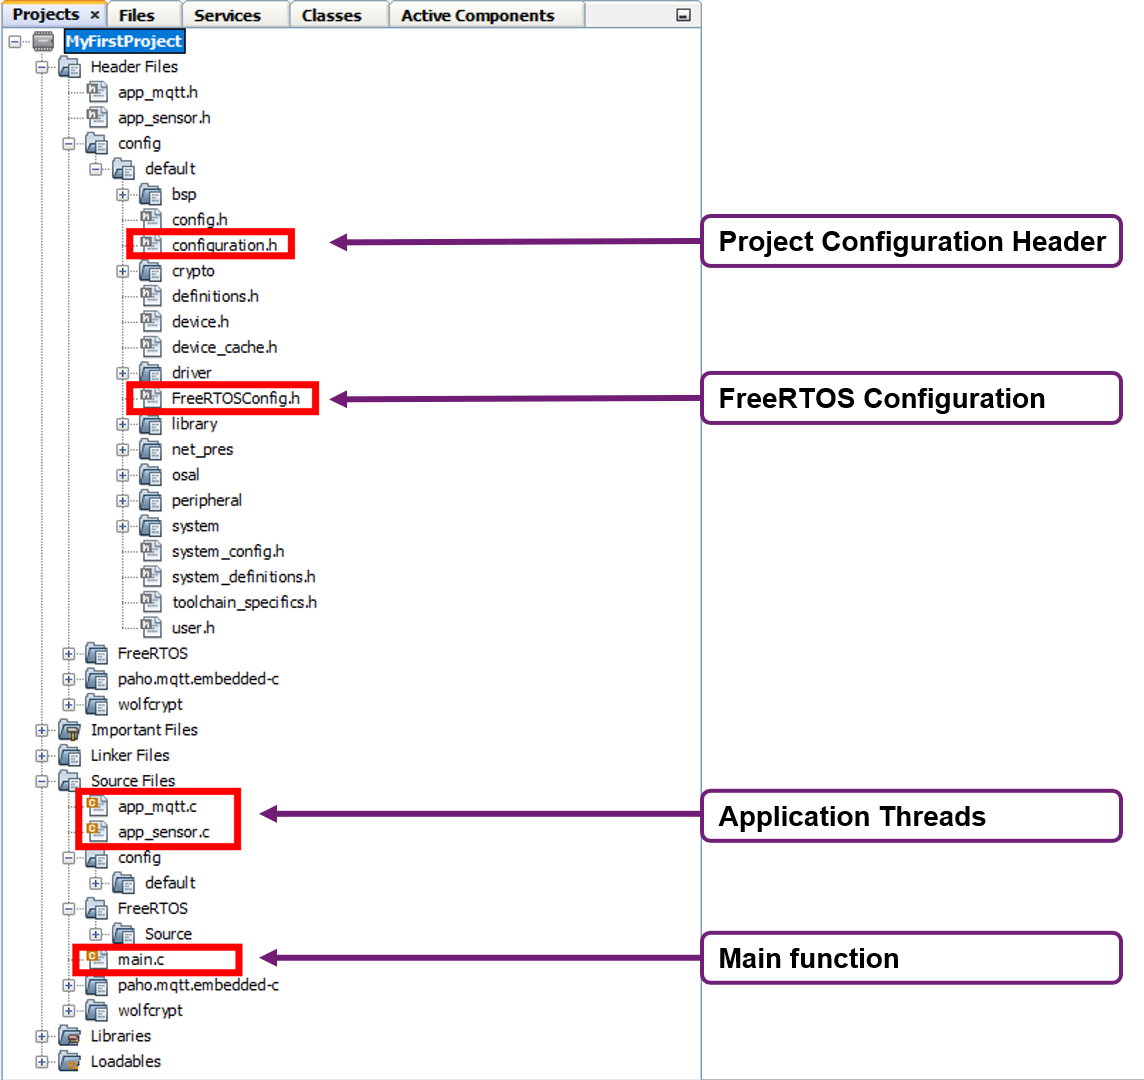 Projects × Files Services Classes Active Components
MyFirstProject
Header Files
app_mqtt.h
app_sensor.h
config
default
bsp
config.h
configuration.h
Project Configuration Header
crypto
definitions.h
device.h
device_cache.h
driver
FreeRTOSConfig.h
FreeRTOS Configuration
library
net_pres
osal
peripheral
system
system_config.h
system_definitions.h
toolchain_specifics.h
user.h
FreeRTOS
paho.mqtt.embedded-c
wolfcrypt
Important Files
Linker Files
Source Files
app_mqtt.c
Application Threads
app_sensor.c
config
default
FreeRTOS
Source
main.c
Main function
paho.mqtt.embedded-c
wolfcrypt
Libraries
Loadables